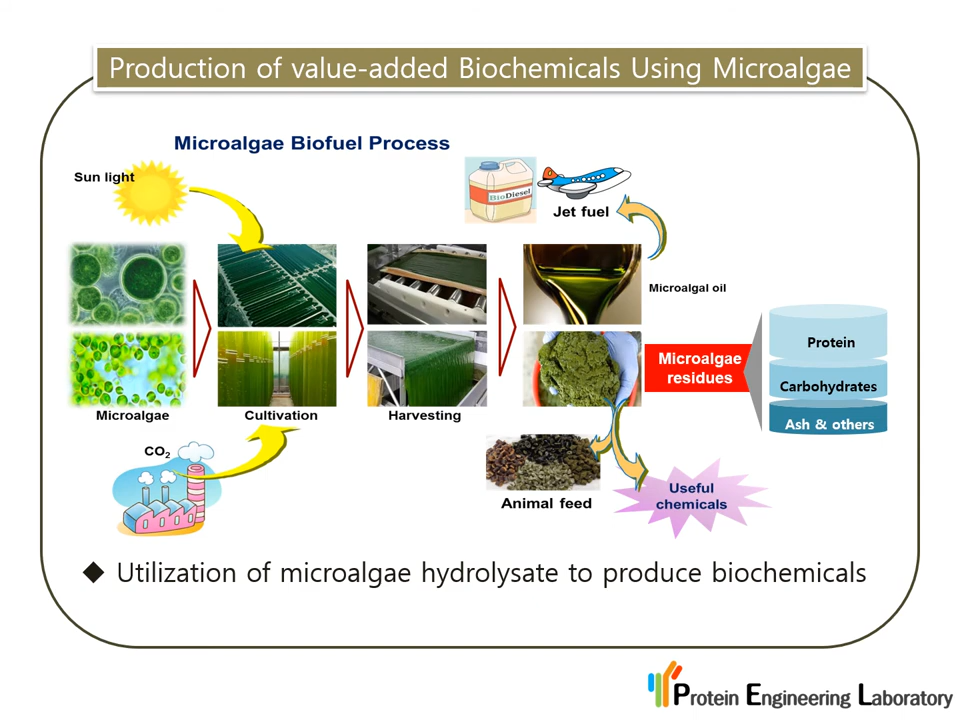 Production of value-added Biochemicals Using Microalgae
Microalgae Biofuel Process
Sun light
BioDiesel
Jet fuel
Microalgal oil
Microalgae
residues
Protein
Carbohydrates
Ash & others
Microalgae
Cultivation
Harvesting
CO₂
Animal feed
Useful
chemicals
◆ Utilization of microalgae hydrolysate to produce biochemicals
Protein Engineering Laboratory